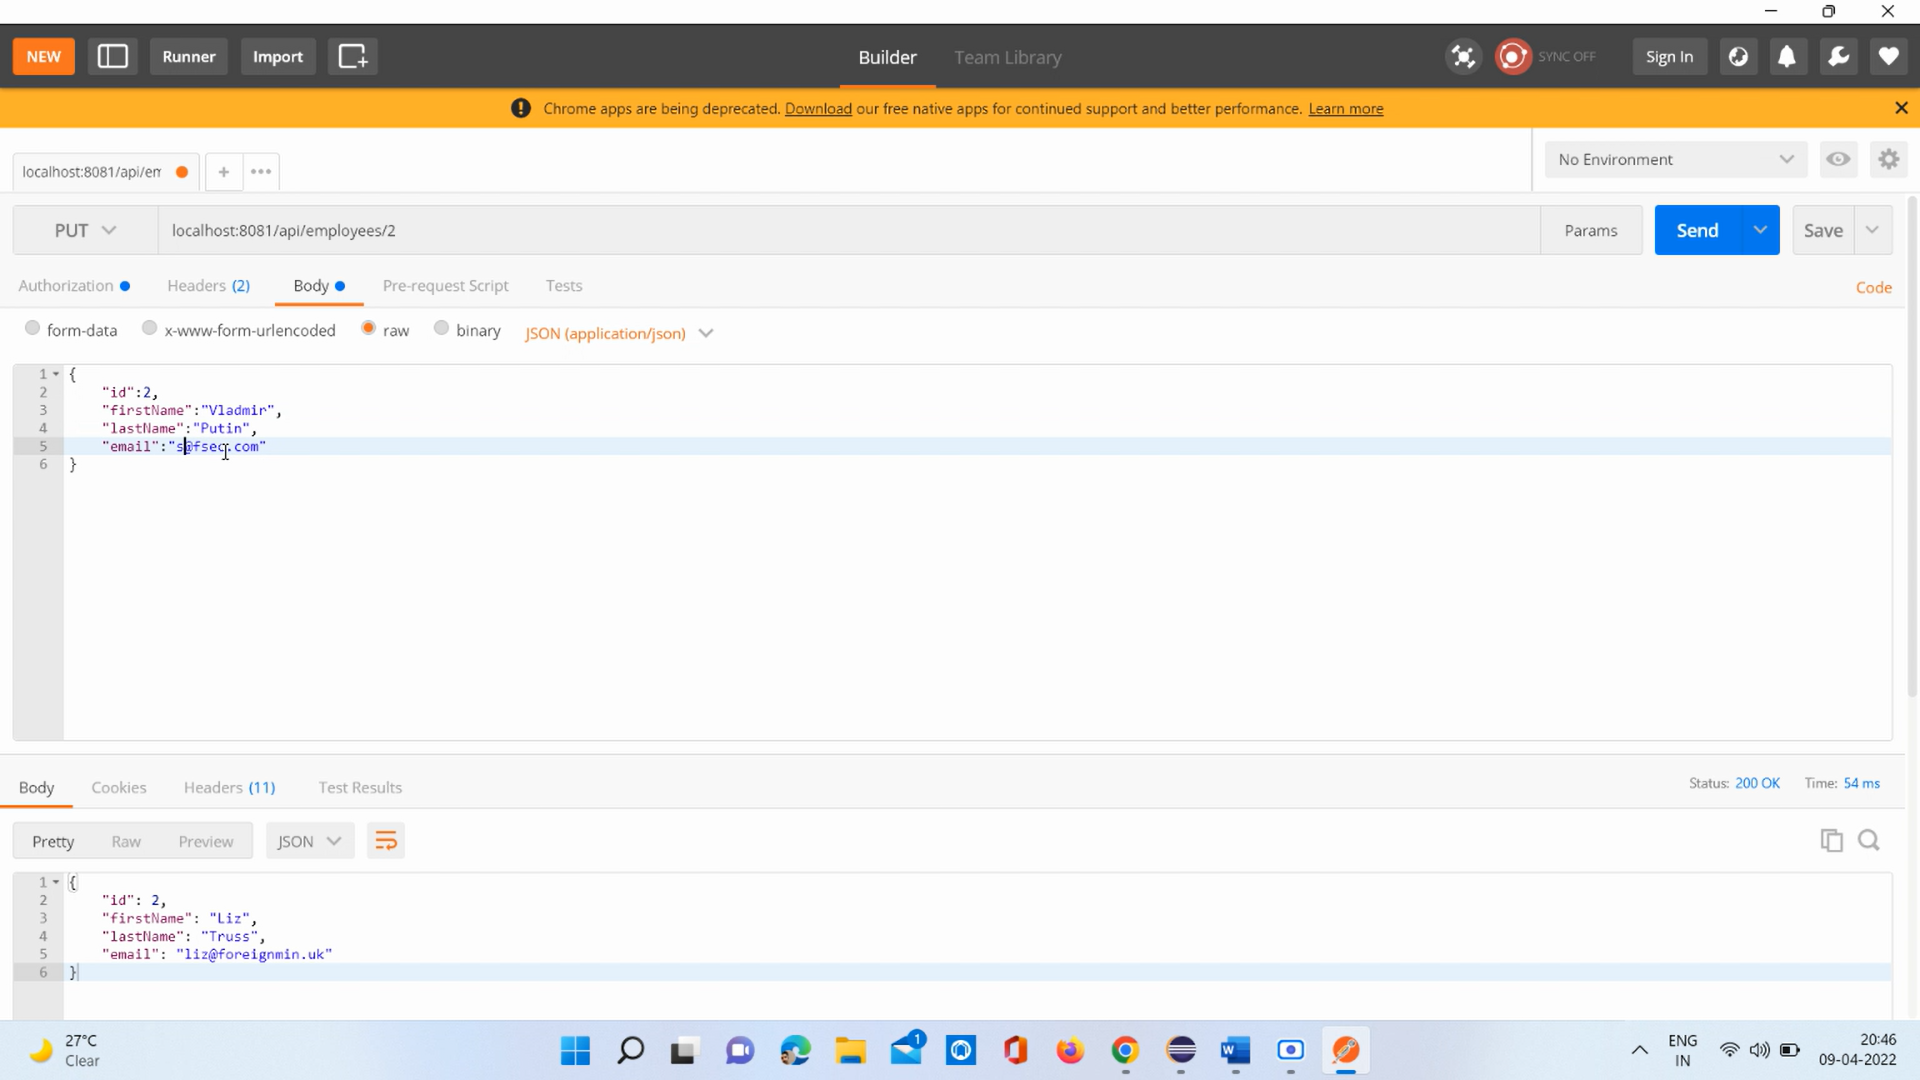 NEW Runner Import Builder Team Library SYNC OFF Sign In
Chrome apps are being deprecated. Download our free native apps for continued support and better performance. Learn more
localhost:8081/api/em + ••• No Environment
PUT localhost:8081/api/employees/2 Params Send Save
Authorization Headers (2) Body Pre-request Script Tests Code
form-data x-www-form-urlencoded raw binary JSON (application/json)
1 {
2 "id":2,
3 "firstName":"Vladmir",
4 "lastName":"Putin",
5 "email":"s@fsec.com"
6 }
Body Cookies Headers (11) Test Results Status: 200 OK Time: 54 ms
Pretty Raw Preview JSON
1 {
2 "id": 2,
3 "firstName": "Liz",
4 "lastName": "Truss",
5 "email": "liz@foreignmin.uk"
6 }
27°C
Clear
1
ENG
IN
20:46
09-04-2022